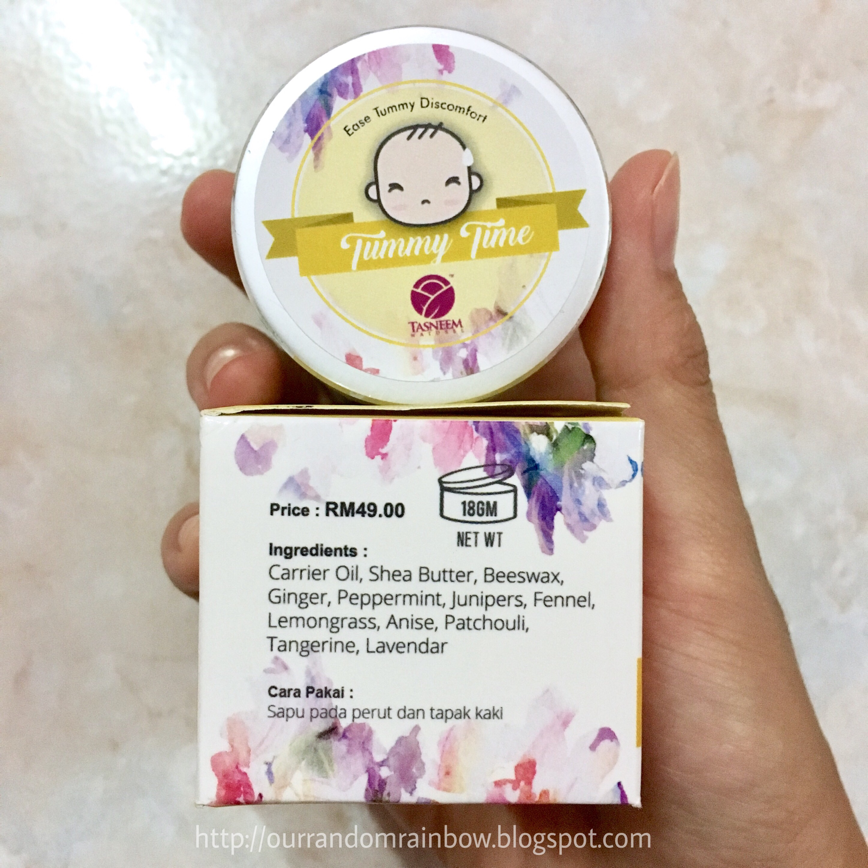 Ease Tummy Discomfort
Tummy Time
TASNEEM
NATUREL
Price : RM49.00
18GM
NET WT
Ingredients :
Carrier Oil, Shea Butter, Beeswax,
Ginger, Peppermint, Junipers, Fennel,
Lemongrass, Anise, Patchouli,
Tangerine, Lavendar
Cara Pakai :
Sapu pada perut dan tapak kaki
http://ourrandomrainbow.blogspot.com